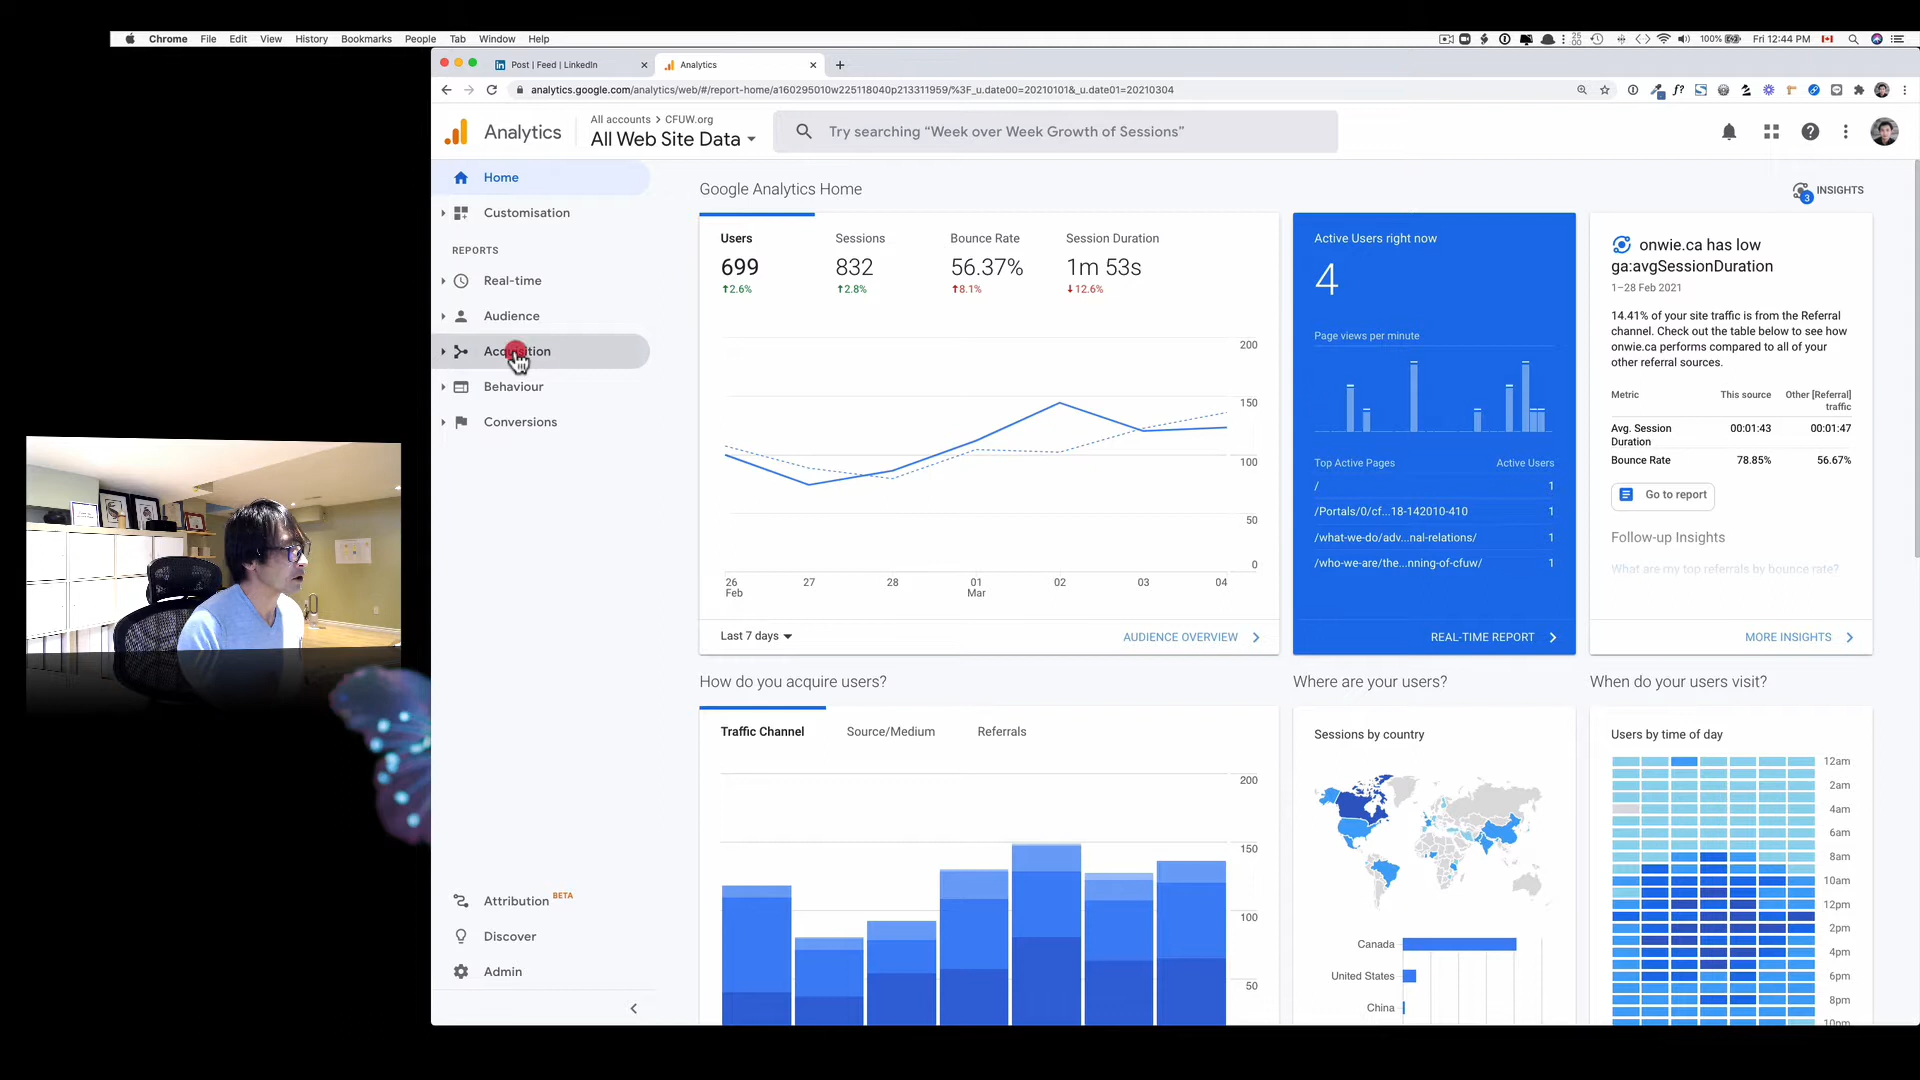 Chrome File Edit View History Bookmarks People Tab Window Help
100% Fri 12:44 PM
Post | Feed | LinkedIn
Analytics
analytics.google.com/analytics/web/#/report-home/a160295010w225118040p213311959/%3F_u.date00=20210101&_u.date01=20210304
Analytics
All accounts > CFUW.org
All Web Site Data
Try searching “Week over Week Growth of Sessions”
Home
Customisation
REPORTS
Real-time
Audience
Acquisition
Behaviour
Conversions
Attribution BETA
Discover
Admin
Google Analytics Home
3 INSIGHTS
Users Sessions Bounce Rate Session Duration
699 832 56.37% 1m 53s
↑2.6% ↑2.8% ↑8.1% ↓12.6%
200
150
100
50
0
26 27 28 01 02 03 04
Feb Mar
Last 7 days
AUDIENCE OVERVIEW
Active Users right now
4
Page views per minute
Top Active Pages Active Users
/ 1
/Portals/0/cf...18-142010-410 1
/what-we-do/adv...nal-relations/ 1
/who-we-are/the...nning-of-cfuw/ 1
REAL-TIME REPORT
onwie.ca has low
ga:avgSessionDuration
1–28 Feb 2021
14.41% of your site traffic is from the Referral
channel. Check out the table below to see how
onwie.ca performs compared to all of your
other referral sources.
Metric This source Other [Referral]
traffic
Avg. Session 00:01:43 00:01:47
Duration
Bounce Rate 78.85% 56.67%
Go to report
Follow-up Insights
What are my top referrals by bounce rate?
MORE INSIGHTS
How do you acquire users?
Traffic Channel Source/Medium Referrals
200
150
100
50
Where are your users?
Sessions by country
Canada
United States
China
When do your users visit?
Users by time of day
12am
2am
4am
6am
8am
10am
12pm
2pm
4pm
6pm
8pm
10pm